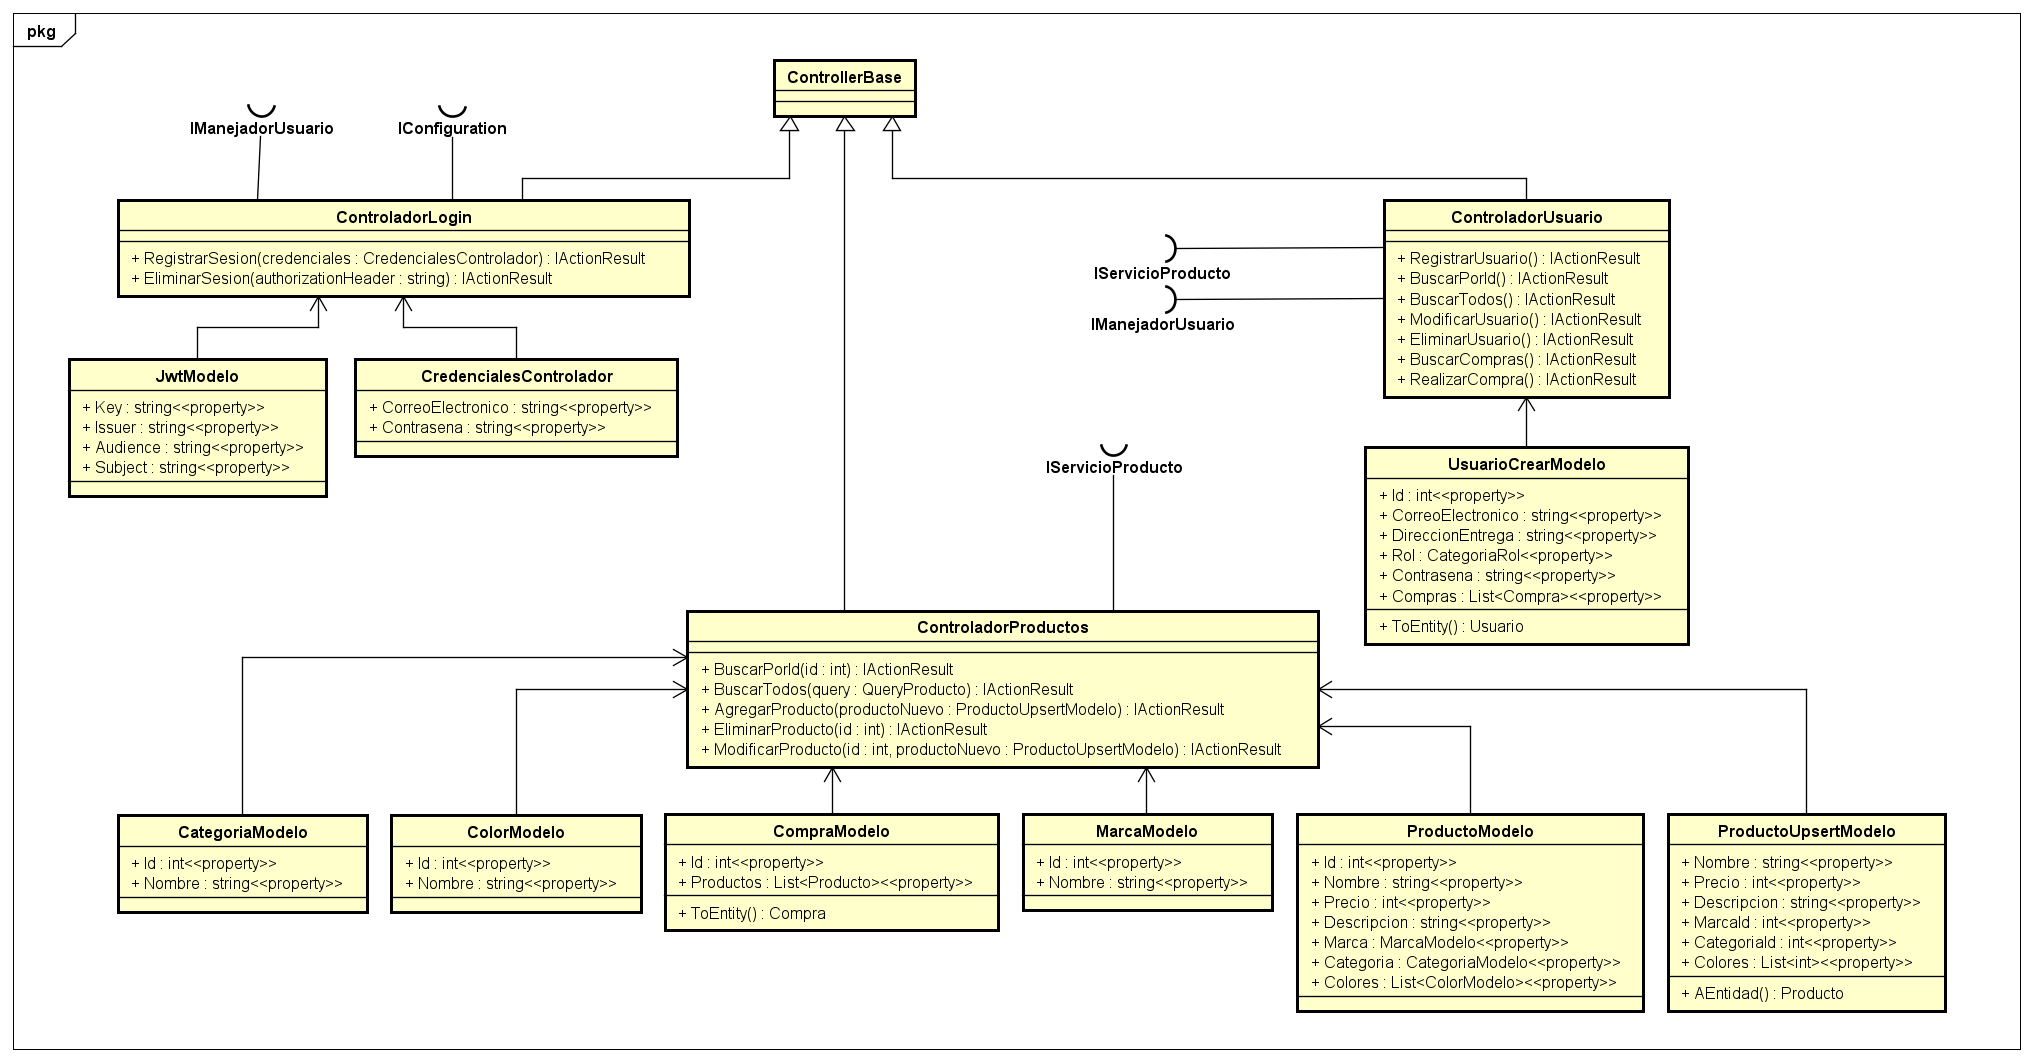 pkg
ControllerBase
IManejadorUsuario
IConfiguration
ControladorLogin
+ RegistrarSesion(credenciales : CredencialesControlador) : IActionResult
+ EliminarSesion(authorizationHeader : string) : IActionResult
IServicioProducto
IManejadorUsuario
ControladorUsuario
+ RegistrarUsuario() : IActionResult
+ BuscarPorId() : IActionResult
+ BuscarTodos() : IActionResult
+ ModificarUsuario() : IActionResult
+ EliminarUsuario() : IActionResult
+ BuscarCompras() : IActionResult
+ RealizarCompra() : IActionResult
JwtModelo
+ Key : string<<property>>
+ Issuer : string<<property>>
+ Audience : string<<property>>
+ Subject : string<<property>>
CredencialesControlador
+ CorreoElectronico : string<<property>>
+ Contrasena : string<<property>>
IServicioProducto
UsuarioCrearModelo
+ Id : int<<property>>
+ CorreoElectronico : string<<property>>
+ DireccionEntrega : string<<property>>
+ Rol : CategoriaRol<<property>>
+ Contrasena : string<<property>>
+ Compras : List<Compra><<property>>
+ ToEntity() : Usuario
ControladorProductos
+ BuscarPorId(id : int) : IActionResult
+ BuscarTodos(query : QueryProducto) : IActionResult
+ AgregarProducto(productoNuevo : ProductoUpsertModelo) : IActionResult
+ EliminarProducto(id : int) : IActionResult
+ ModificarProducto(id : int, productoNuevo : ProductoUpsertModelo) : IActionResult
CategoriaModelo
+ Id : int<<property>>
+ Nombre : string<<property>>
ColorModelo
+ Id : int<<property>>
+ Nombre : string<<property>>
CompraModelo
+ Id : int<<property>>
+ Productos : List<Producto><<property>>
+ ToEntity() : Compra
MarcaModelo
+ Id : int<<property>>
+ Nombre : string<<property>>
ProductoModelo
+ Id : int<<property>>
+ Nombre : string<<property>>
+ Precio : int<<property>>
+ Descripcion : string<<property>>
+ Marca : MarcaModelo<<property>>
+ Categoria : CategoriaModelo<<property>>
+ Colores : List<ColorModelo><<property>>
ProductoUpsertModelo
+ Nombre : string<<property>>
+ Precio : int<<property>>
+ Descripcion : string<<property>>
+ MarcaId : int<<property>>
+ CategoriaId : int<<property>>
+ Colores : List<int><<property>>
+ AEntidad() : Producto